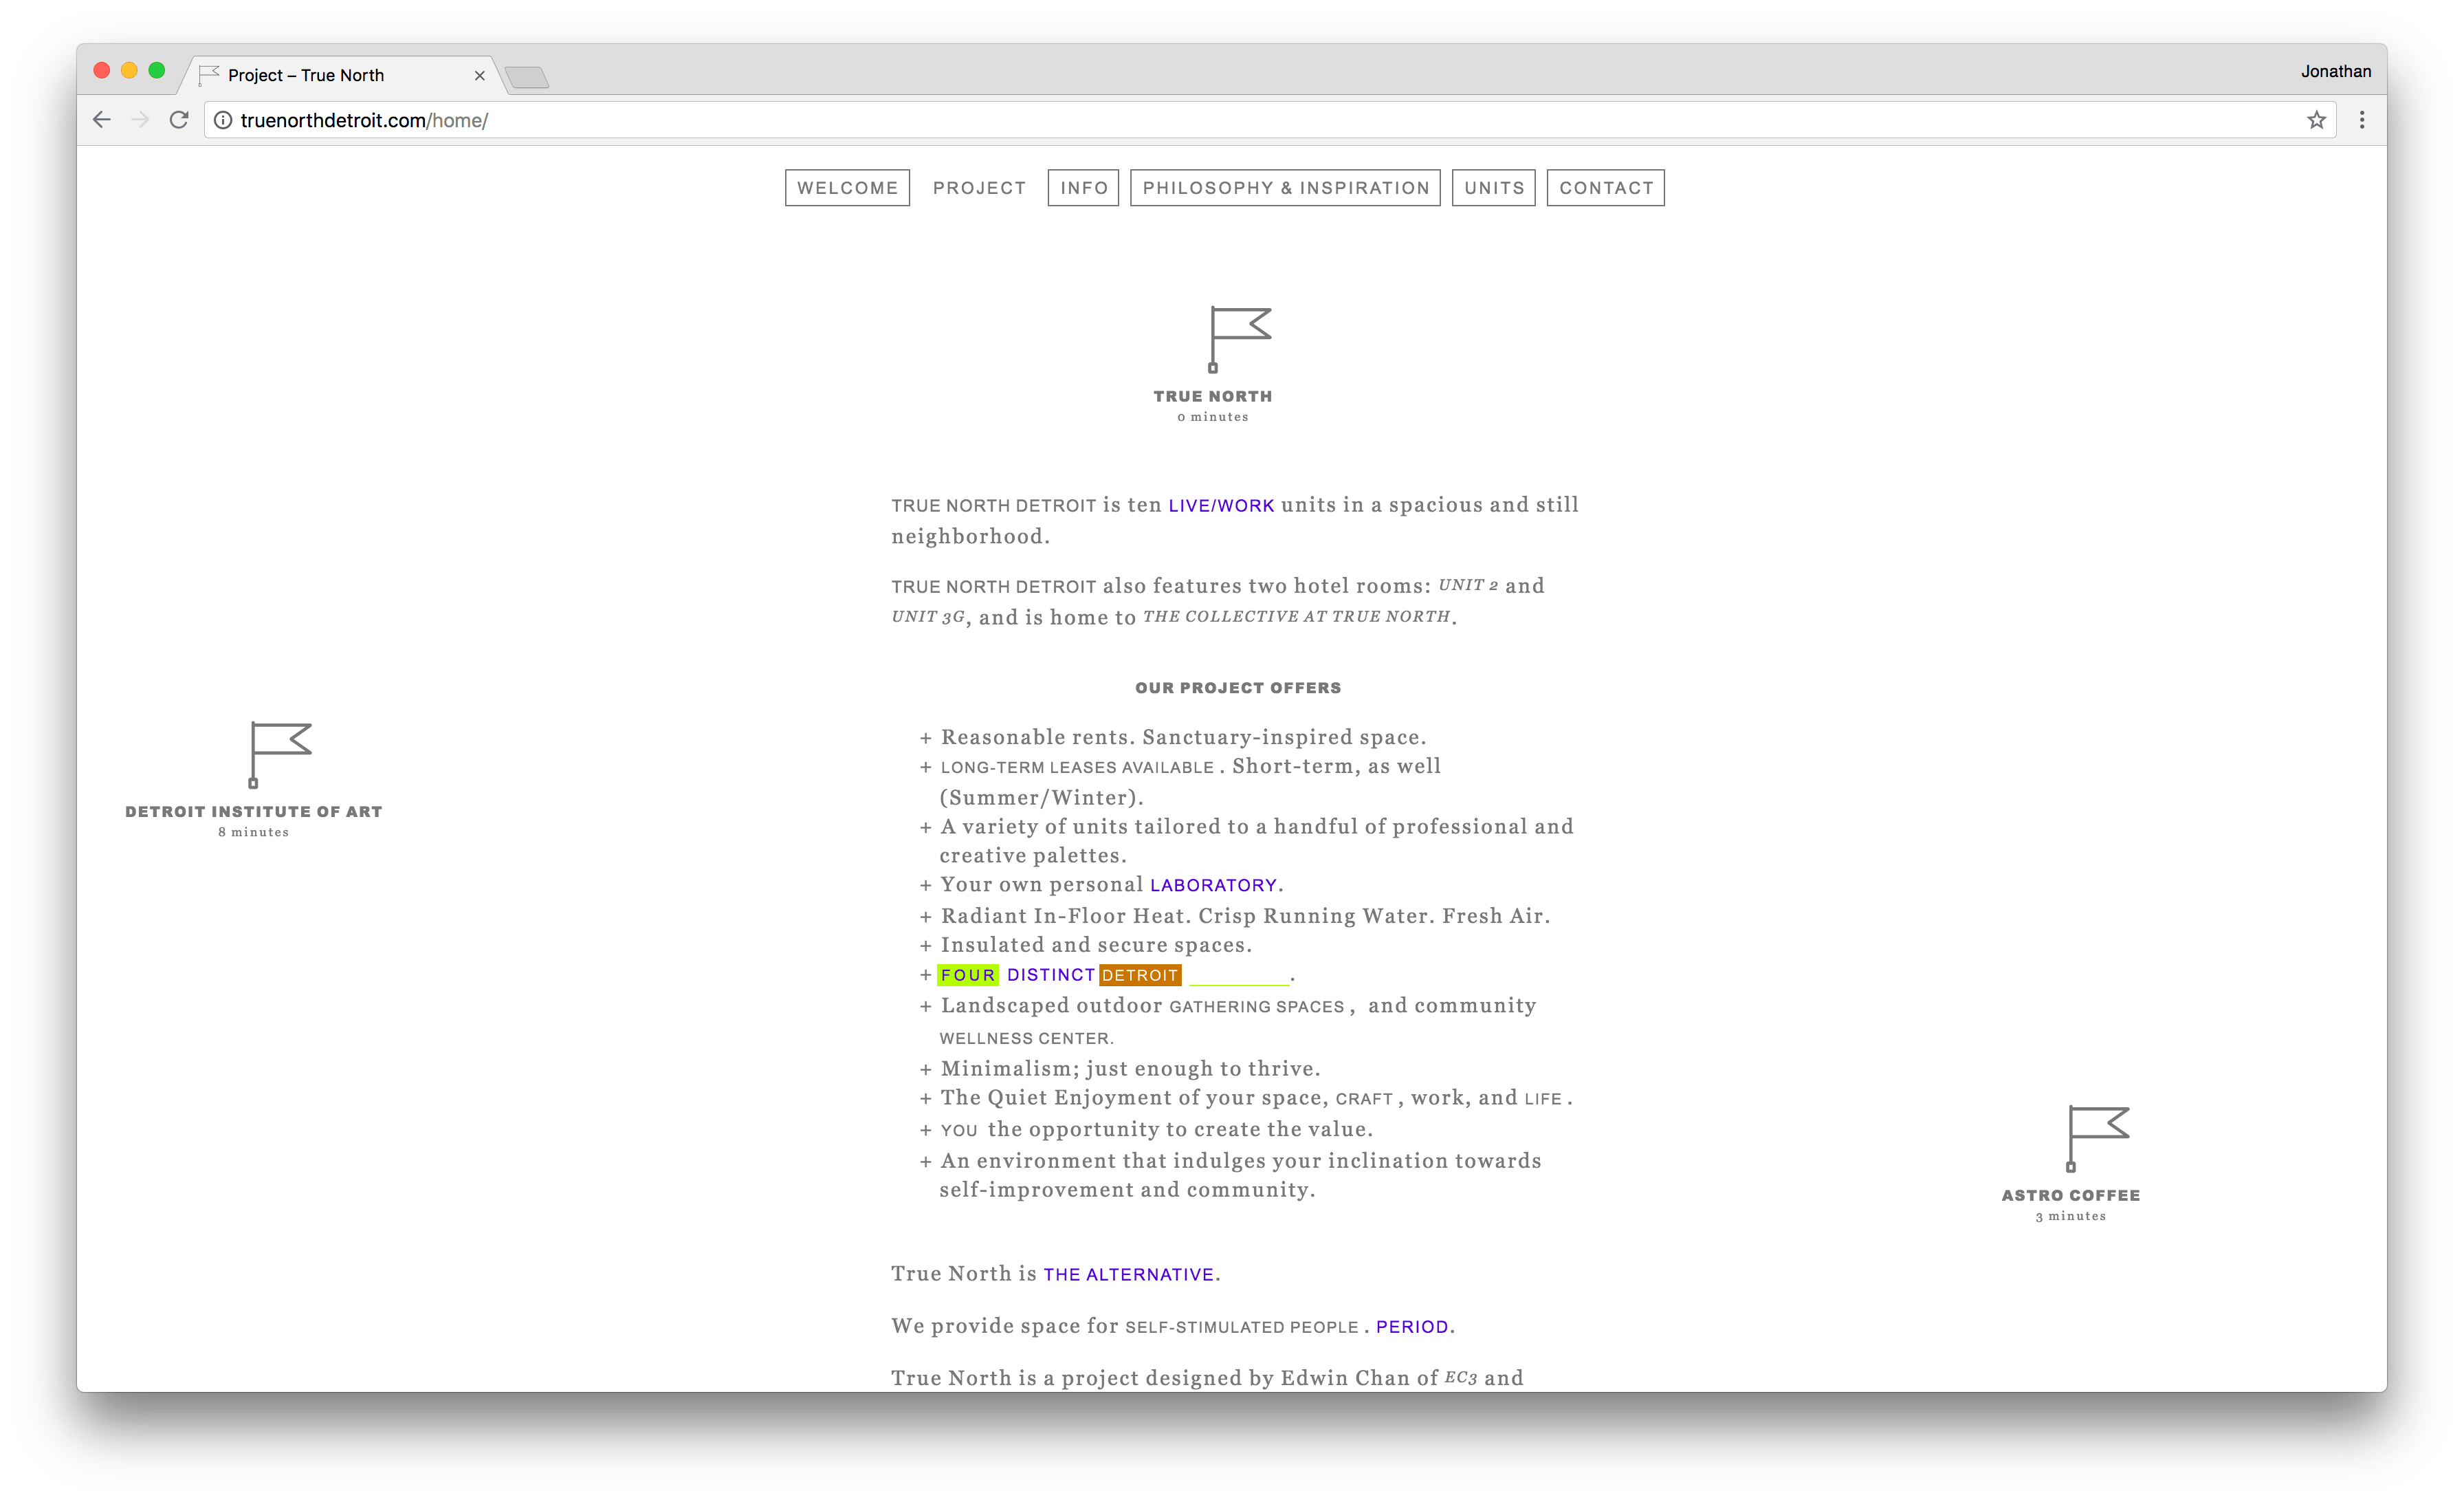 Project – True North
Jonathan
truenorthdetroit.com/home/
WELCOME PROJECT INFO PHILOSOPHY & INSPIRATION UNITS CONTACT
TRUE NORTH
0 minutes
TRUE NORTH DETROIT is ten LIVE/WORK units in a spacious and still
neighborhood.
TRUE NORTH DETROIT also features two hotel rooms: UNIT 2 and
UNIT 3G, and is home to THE COLLECTIVE AT TRUE NORTH.
OUR PROJECT OFFERS
+ Reasonable rents. Sanctuary-inspired space.
+ LONG-TERM LEASES AVAILABLE . Short-term, as well
(Summer/Winter).
+ A variety of units tailored to a handful of professional and
creative palettes.
+ Your own personal LABORATORY.
+ Radiant In-Floor Heat. Crisp Running Water. Fresh Air.
+ Insulated and secure spaces.
+ FOUR DISTINCT DETROIT ________.
+ Landscaped outdoor GATHERING SPACES , and community
WELLNESS CENTER.
+ Minimalism; just enough to thrive.
+ The Quiet Enjoyment of your space, CRAFT , work, and LIFE .
+ YOU the opportunity to create the value.
+ An environment that indulges your inclination towards
self-improvement and community.
True North is THE ALTERNATIVE.
We provide space for SELF-STIMULATED PEOPLE . PERIOD.
True North is a project designed by Edwin Chan of EC3 and
DETROIT INSTITUTE OF ART
8 minutes
ASTRO COFFEE
3 minutes